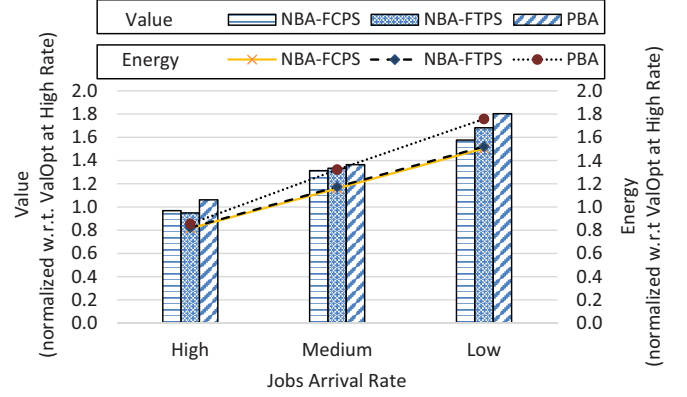 Value NBA-FCPS NBA-FTPS PBA
Energy NBA-FCPS NBA-FTPS PBA
Value
(normalized w.r.t. ValOpt at High Rate)
2.0
1.8
1.6
1.4
1.2
1.0
0.8
0.6
0.4
0.2
0.0
2.0
1.8
1.6
1.4
1.2
1.0
0.8
0.6
0.4
0.2
0.0
Energy
(normalized w.r.t ValOpt at High Rate)
High Medium Low
Jobs Arrival Rate